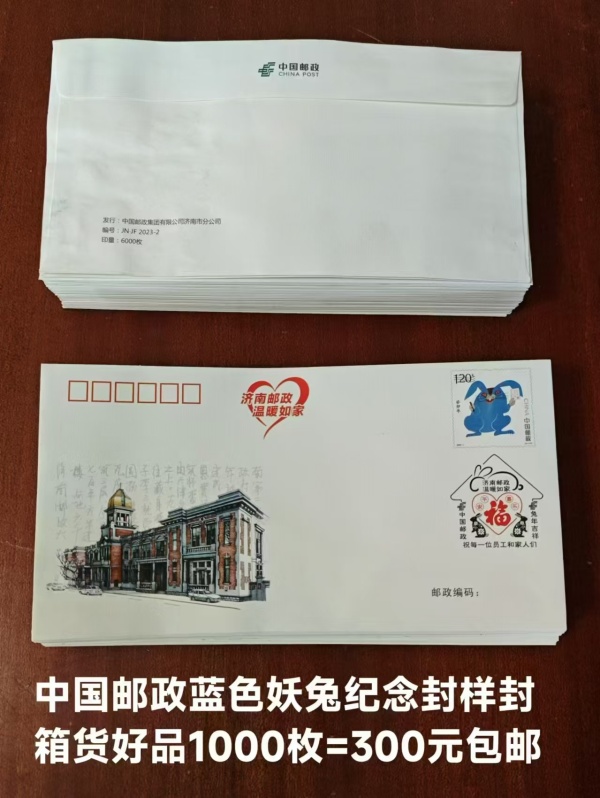 中国邮政
CHINA POST
发行：中国邮政集团有限公司济南市分公司
编号：JN JF 2023-2
印量：6000枚
济南邮政
温暖如家
1.20元
中国邮政
CHINA
济南邮政
温暖如家
中国邮政
福
兔年吉祥
祝每一位员工和家人们
邮政编码：
中国邮政蓝色妖兔纪念封样封
箱货好品1000枚=300元包邮